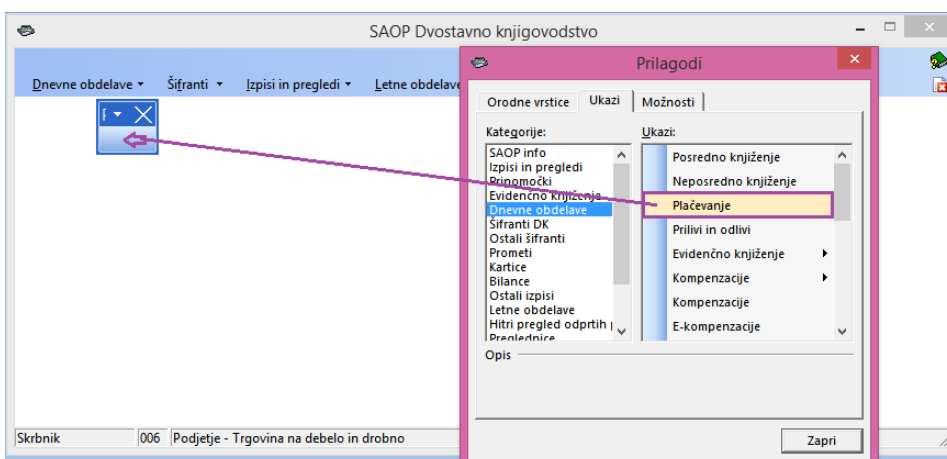 SAOP Dvostavno knjigovodstvo
Dnevne obdelave
Šifranti
Izpisi in pregledi
Letne obdelave
Prilagodi
Orodne vrstice
Ukazi
Možnosti
Kategorije:
SAOP info
Izpisi in pregledi
Pripomočki
Evidenčno knjiženje
Dnevne obdelave
Šifranti DK
Ostali šifranti
Prometi
Kartice
Bilance
Ostali izpisi
Letne obdelave
Hitri pregled odprtih
Preglednice
Ukazi:
Posredno knjiženje
Neposredno knjiženje
Plačevanje
Prilivi in odlivi
Evidenčno knjiženje
Kompenzacije
Kompenzacije
E-kompenzacije
Opis
Zapri
Skrbnik
006
Podjetje - Trgovina na debelo in drobno